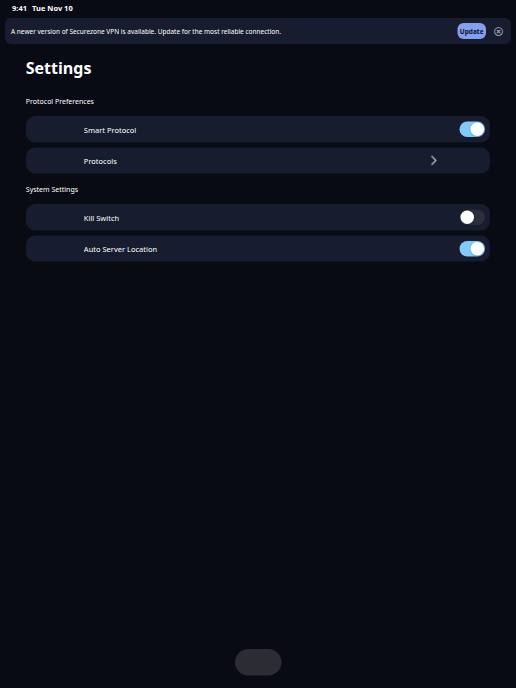 9:41 Tue Nov 10
A newer version of Securezone VPN is available. Update for the most reliable connection.
Update
Settings
Protocol Preferences
Smart Protocol
Protocols
System Settings
Kill Switch
Auto Server Location